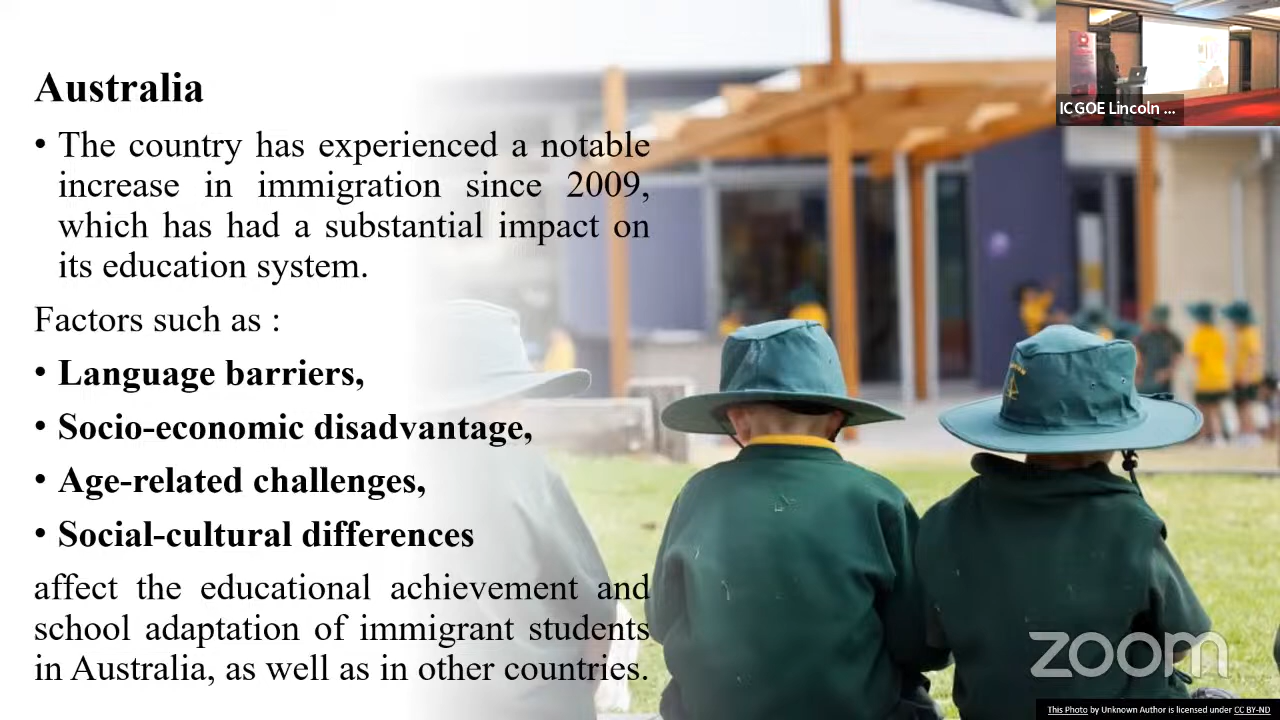 Australia
• The country has experienced a notable
increase in immigration since 2009,
which has had a substantial impact on
its education system.
Factors such as :
• Language barriers,
• Socio-economic disadvantage,
• Age-related challenges,
• Social-cultural differences
affect the educational achievement and
school adaptation of immigrant students
in Australia, as well as in other countries.
ICGOE Lincoln ...
zoom
This Photo by Unknown Author is licensed under CC BY-ND